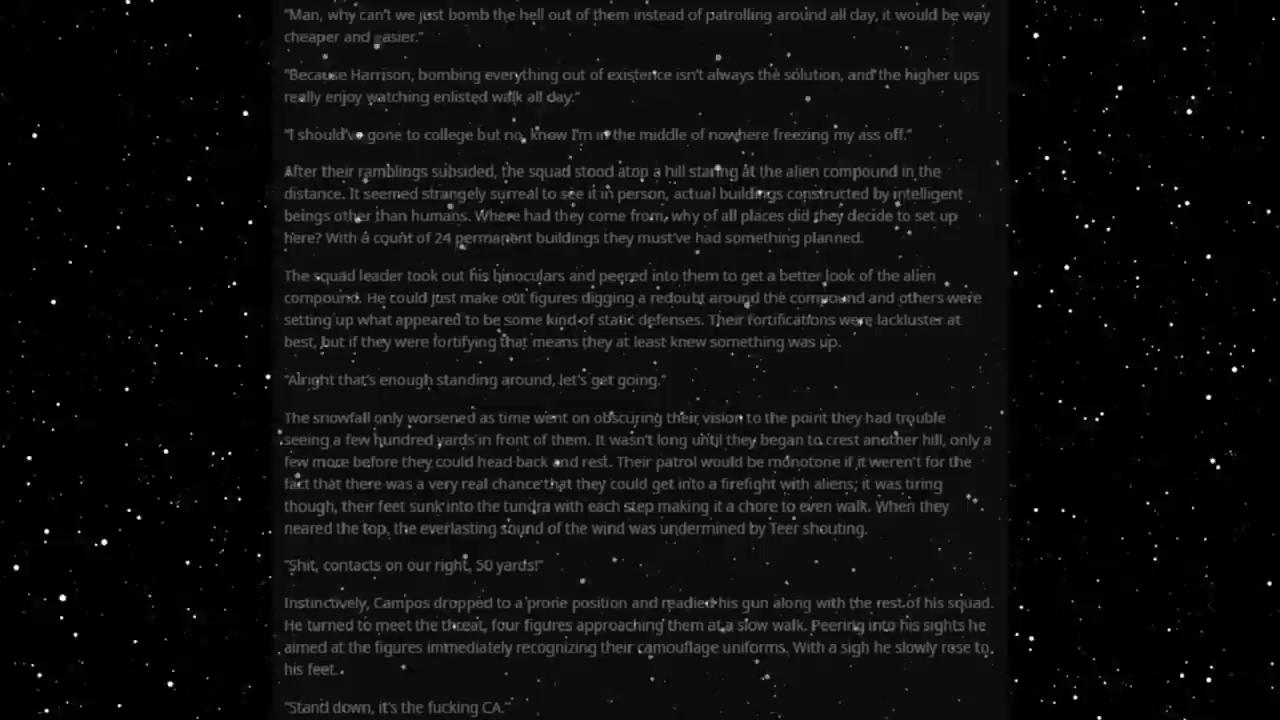 "Man, why can't we just bomb the hell out of them instead of patrolling around all day, it would be way
cheaper and easier."
"Because Harrison, bombing everything out of existence isn't always the solution, and the higher ups
really enjoy watching enlisted walk all day."
"I should've gone to college but no, know I'm in the middle of nowhere freezing my ass off."
After their ramblings subsided, the squad stood atop a hill staring at the alien compound in the
distance. It seemed strangely surreal to see it in person, actual buildings constructed by intelligent
beings other than humans. Where had they come from, why of all places did they decide to set up
here? With a count of 24 permanent buildings they must've had something planned.
The squad leader took out his binoculars and peered into them to get a better look of the alien
compound. He could just make out figures digging a redoubt around the compound and others were
setting up what appeared to be some kind of static defenses. Their fortifications were lackluster at
best, but if they were fortifying that means they at least knew something was up.
"Alright that's enough standing around, let's get going."
The snowfall only worsened as time went on obscuring their vision to the point they had trouble
seeing a few hundred yards in front of them. It wasn't long until they began to crest another hill, only a
few more before they could head back and rest. Their patrol would be monotone if it weren't for the
fact that there was a very real chance that they could get into a firefight with aliens; it was tiring
though, their feet sunk into the tundra with each step making it a chore to even walk. When they
neared the top, the everlasting sound of the wind was undermined by Teer shouting.
"Shit, contacts on our right, 50 yards!"
Instinctively, Campos dropped to a prone position and readied his gun along with the rest of his squad.
He turned to meet the threat, four figures approaching them at a slow walk. Peering into his sights he
aimed at the figures immediately recognizing their camouflage uniforms. With a sigh he slowly rose to
his feet.
"Stand down, it's the fucking CA."